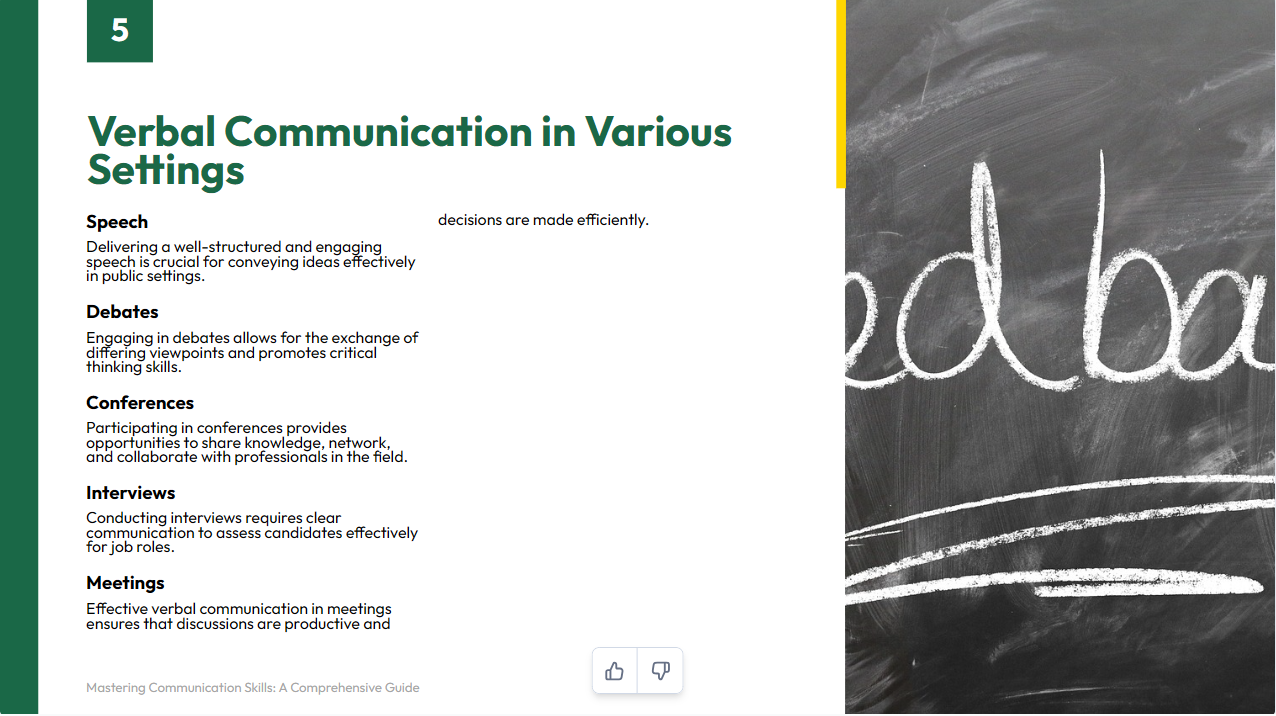 5
Verbal Communication in Various
Settings
Speech
Delivering a well-structured and engaging
speech is crucial for conveying ideas effectively
in public settings.
Debates
Engaging in debates allows for the exchange of
differing viewpoints and promotes critical
thinking skills.
Conferences
Participating in conferences provides
opportunities to share knowledge, network,
and collaborate with professionals in the field.
Interviews
Conducting interviews requires clear
communication to assess candidates effectively
for job roles.
Meetings
Effective verbal communication in meetings
ensures that discussions are productive and
decisions are made efficiently.
Mastering Communication Skills: A Comprehensive Guide
ed ba